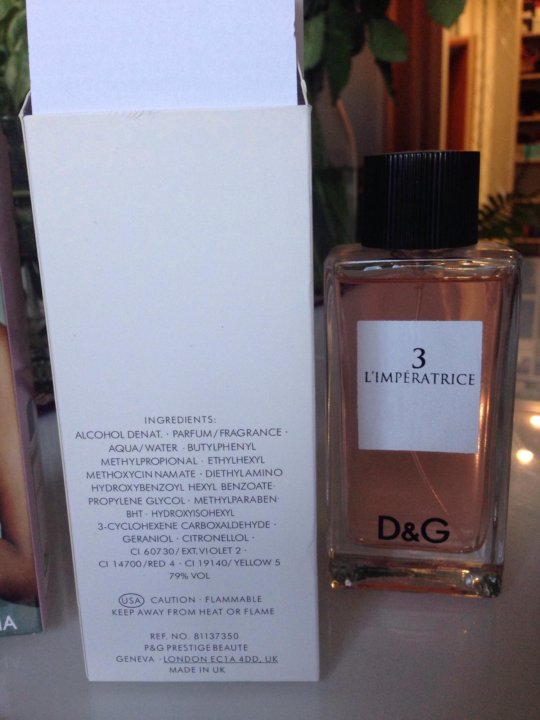 INGREDIENTS:
ALCOHOL DENAT. · PARFUM/FRAGRANCE ·
AQUA/WATER · BUTYLPHENYL
METHYLPROPIONAL · ETHYLHEXYL
METHOXYCINNAMATE · DIETHYLAMINO
HYDROXYBENZOYL HEXYL BENZOATE·
PROPYLENE GLYCOL · METHYLPARABEN·
BHT · HYDROXYISOHEXYL
3-CYCLOHEXENE CARBOXALDEHYDE ·
GERANIOL · CITRONELLOL ·
CI 60730/EXT.VIOLET 2 ·
CI 14700/RED 4 · CI 19140/YELLOW 5
79% VOL
USA CAUTION · FLAMMABLE
KEEP AWAY FROM HEAT OR FLAME
REF. NO. 81137350
P&G PRESTIGE BEAUTE
GENEVA · LONDON EC1A 4DD, UK
MADE IN UK
3
L'IMPÉRATRICE
D&G